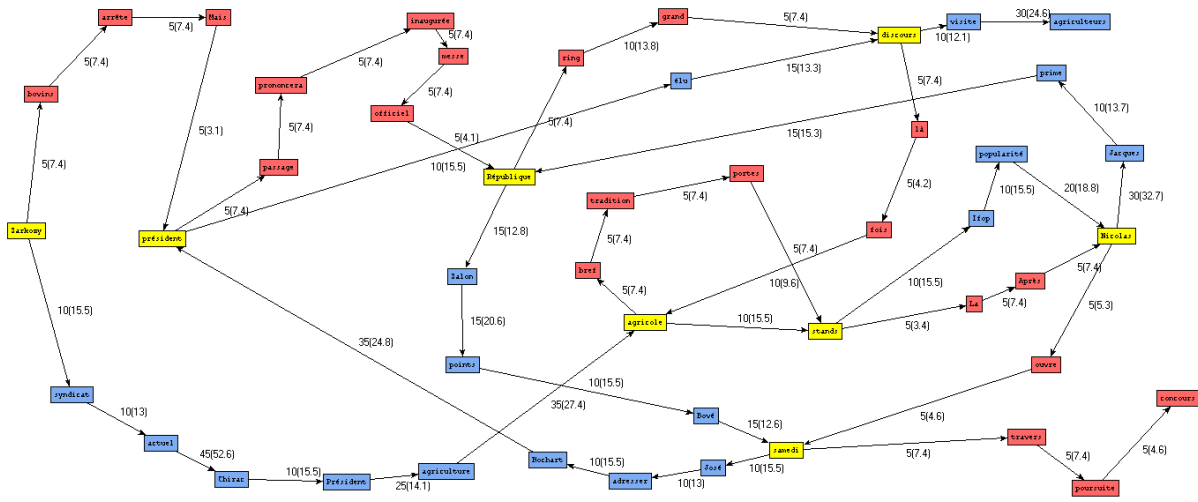 arrête
5(7.4)
Mais
inaugurée
5(7.4)
messe
grand
5(7.4)
discours
visite
30(24.6)
agriculteurs
10(12.1)
10(13.8)
ring
5(7.4)
5(7.4)
bovins
prononcera
5(7.4)
officiel
élu
15(13.3)
prime
5(7.4)
10(13.7)
5(3.1)
5(7.4)
5(4.1)
5(7.4)
15(15.3)
là
5(7.4)
passage
10(15.5)
République
popularité
Jacques
portes
tradition
5(7.4)
5(4.2)
10(15.5)
20(18.8)
30(32.7)
5(7.4)
Sarkozy
président
15(12.8)
5(7.4)
Ifop
fois
Nicolas
5(7.4)
bref
Salon
5(7.4)
10(9.6)
10(15.5)
Après
5(7.4)
La
5(7.4)
10(15.5)
15(20.6)
agricole
10(15.5)
stands
5(3.4)
5(5.3)
35(24.8)
points
ouvre
syndicat
10(15.5)
35(27.4)
10(13)
Bové
15(12.6)
5(4.6)
concours
actuel
45(52.6)
samedi
travers
5(7.4)
5(4.6)
Chirac
10(15.5)
Président
25(14.1)
agriculture
10(15.5)
adresser
10(13)
José
10(15.5)
5(7.4)
poursuite